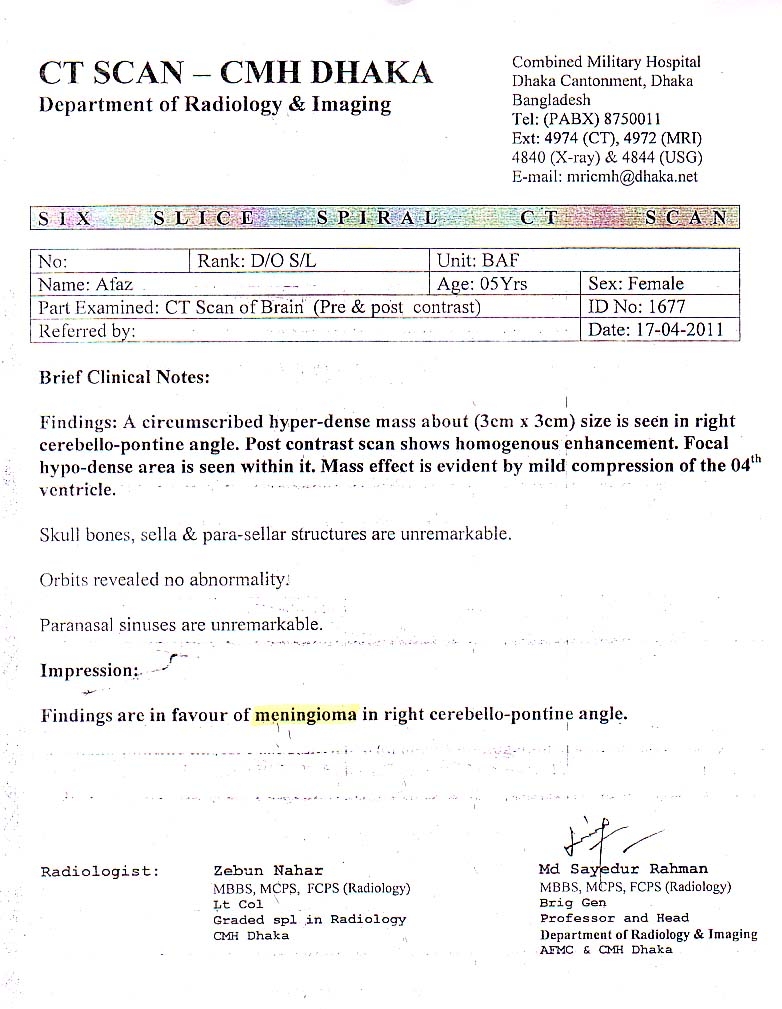 CT SCAN – CMH DHAKA
Department of Radiology & Imaging
Combined Military Hospital
Dhaka Cantonment, Dhaka
Bangladesh
Tel: (PABX) 8750011
Ext: 4974 (CT), 4972 (MRI)
4840 (X-ray) & 4844 (USG)
E-mail: mricmh@dhaka.net
SIX SLICE SPIRAL CT SCAN
No: Rank: D/O S/L Unit: BAF
Name: Afaz Age: 05Yrs Sex: Female
Part Examined: CT Scan of Brain (Pre & post contrast) ID No: 1677
Referred by: Date: 17-04-2011
Brief Clinical Notes:
Findings: A circumscribed hyper-dense mass about (3cm x 3cm) size is seen in right
cerebello-pontine angle. Post contrast scan shows homogenous enhancement. Focal
hypo-dense area is seen within it. Mass effect is evident by mild compression of the 04th
ventricle.
Skull bones, sella & para-sellar structures are unremarkable.
Orbits revealed no abnormality.
Paranasal sinuses are unremarkable.
Impression:
Findings are in favour of meningioma in right cerebello-pontine angle.
Radiologist:
Zebun Nahar
MBBS, MCPS, FCPS (Radiology)
Lt Col
Graded spl in Radiology
CMH Dhaka
Md Sayedur Rahman
MBBS, MCPS, FCPS (Radiology)
Brig Gen
Professor and Head
Department of Radiology & Imaging
AFMC & CMH Dhaka